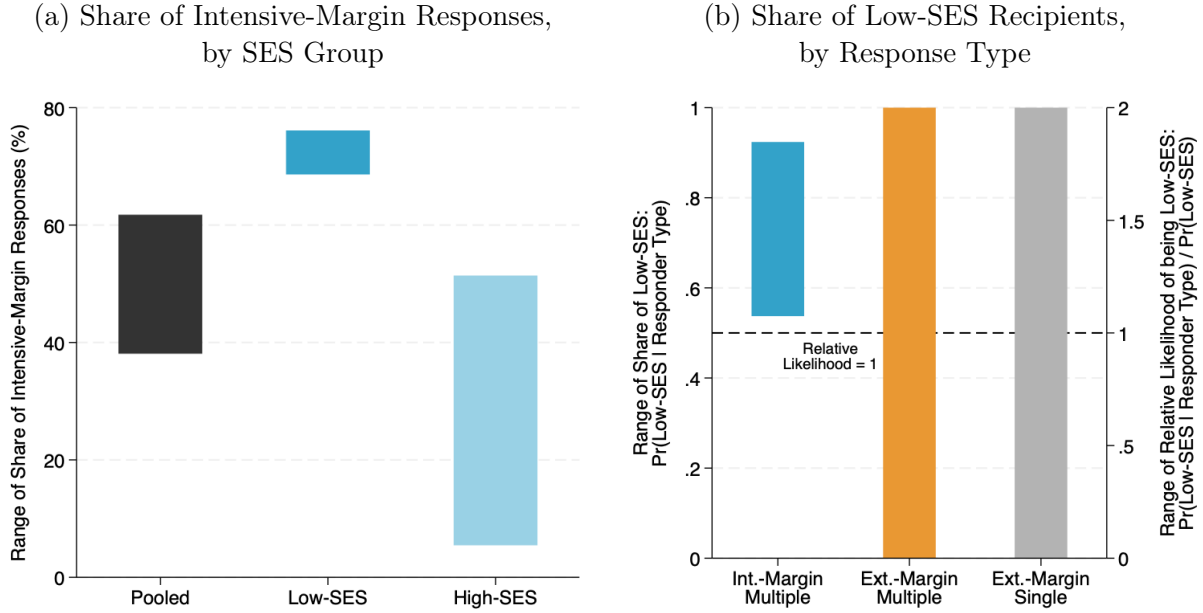 (a) Share of Intensive-Margin Responses,
by SES Group
Range of Share of Intensive-Margin Responses (%)
80
60
40
20
0
Pooled
Low-SES
High-SES
(b) Share of Low-SES Recipients,
by Response Type
Range of Share of Low-SES:
Pr(Low-SES | Responder Type)
1
.8
.6
.4
.2
0
Relative
Likelihood = 1
Int.-Margin
Multiple
Ext.-Margin
Multiple
Ext.-Margin
Single
2
1.5
1
.5
0
Range of Relative Likelihood of being Low-SES:
Pr(Low-SES | Responder Type) / Pr(Low-SES)